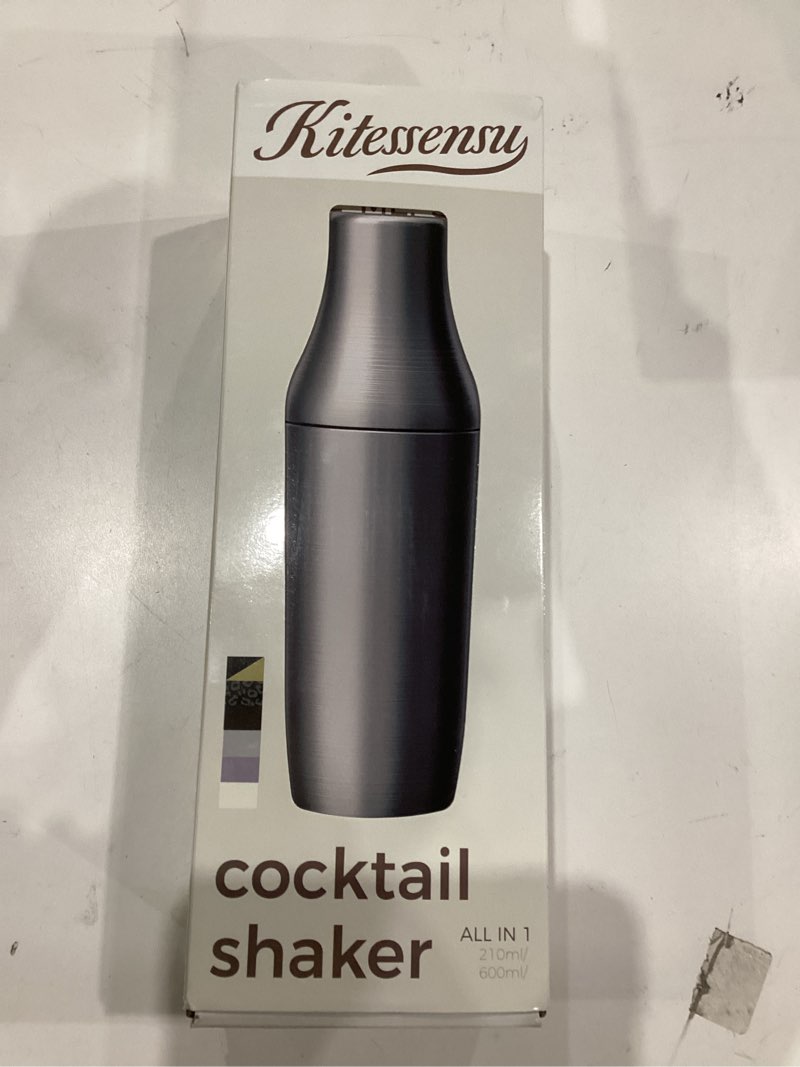 Kitessensu
cocktail
shaker
ALL IN 1
210ml/
600ml/